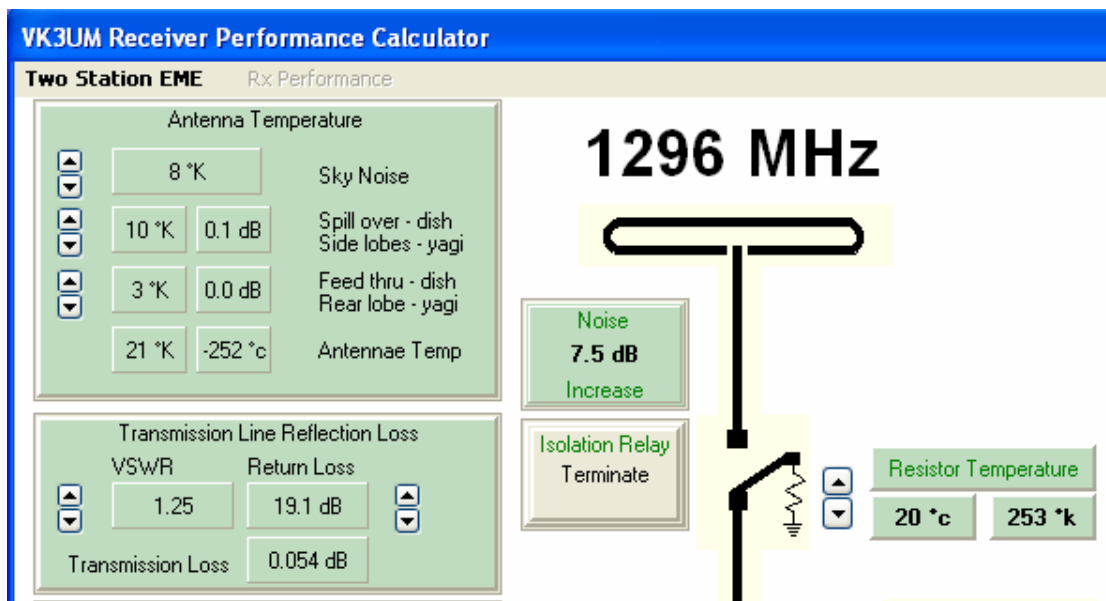 VK3UM Receiver Performance Calculator
Two Station EME Rx Performance
Antenna Temperature
8 °K Sky Noise
10 °K 0.1 dB Spill over - dish
Side lobes - yagi
3 °K 0.0 dB Feed thru - dish
Rear lobe - yagi
21 °K -252 °c Antennae Temp
Transmission Line Reflection Loss
VSWR Return Loss
1.25 19.1 dB
Transmission Loss 0.054 dB
1296 MHz
Noise
7.5 dB
Increase
Isolation Relay
Terminate
Resistor Temperature
20 °c 253 °k